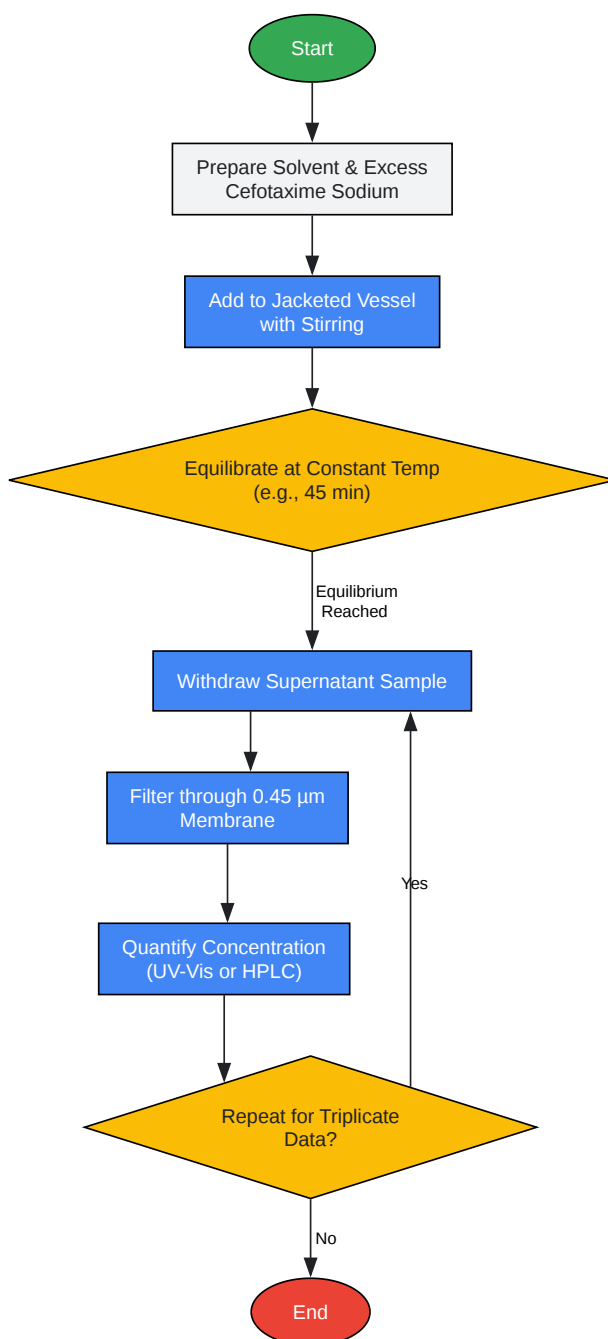 Start
Prepare Solvent & Excess
Cefotaxime Sodium
Add to Jacketed Vessel
with Stirring
Equilibrate at Constant Temp
(e.g., 45 min)
Equilibrium
Reached
Withdraw Supernatant Sample
Filter through 0.45 µm
Membrane
Yes
Quantify Concentration
(UV-Vis or HPLC)
Repeat for Triplicate
Data?
No
End